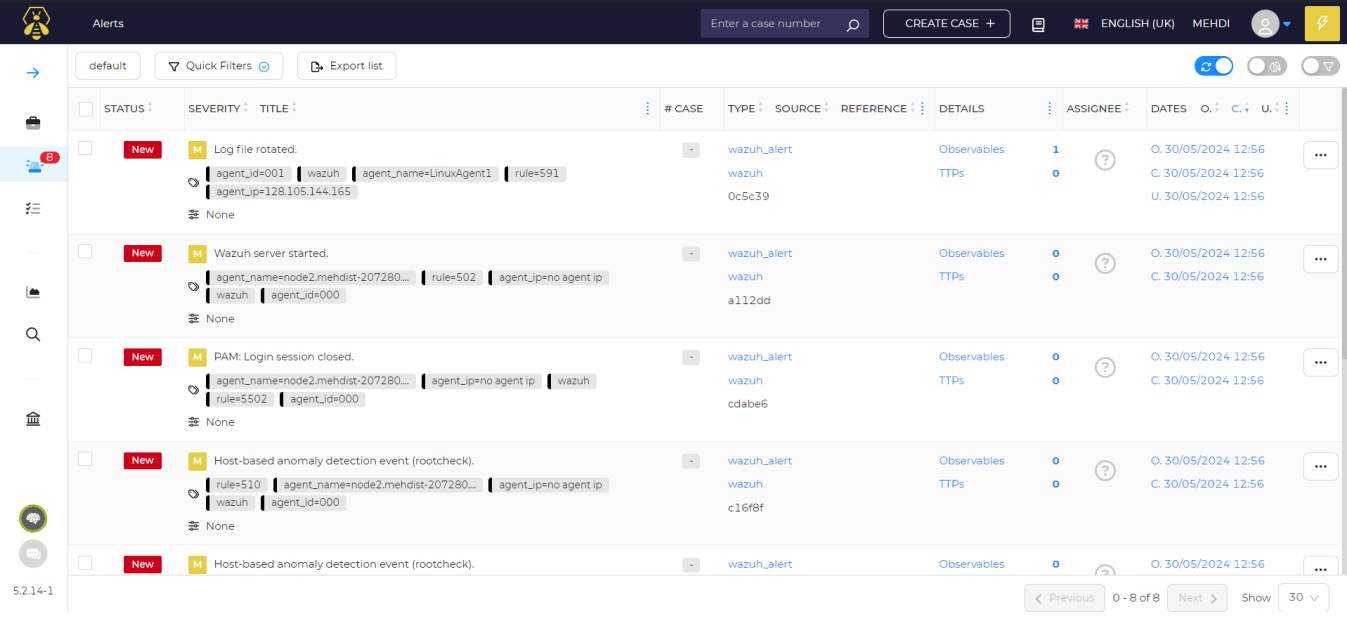 Alerts
Enter a case number
CREATE CASE +
ENGLISH (UK)
MEHDI
default
Quick Filters
Export list
STATUS SEVERITY TITLE # CASE TYPE SOURCE REFERENCE DETAILS ASSIGNEE DATES O. C. U.
8
New M Log file rotated. - wazuh_alert Observables 1 ? O. 30/05/2024 12:56
agent_id=001 wazuh agent_name=LinuxAgent1 rule=591 wazuh TTPs 0 C. 30/05/2024 12:56
agent_ip=128.105.144.165 0c5c39 U. 30/05/2024 12:56
None
New M Wazuh server started. - wazuh_alert Observables 0 ? O. 30/05/2024 12:56
agent_name=node2.mehdist-207280.... rule=502 agent_ip=no agent ip wazuh TTPs 0 C. 30/05/2024 12:56
wazuh agent_id=000 a112dd
None
New M PAM: Login session closed. - wazuh_alert Observables 0 ? O. 30/05/2024 12:56
agent_name=node2.mehdist-207280.... agent_ip=no agent ip wazuh wazuh TTPs 0 C. 30/05/2024 12:56
rule=5502 agent_id=000 cdabe6
None
New M Host-based anomaly detection event (rootcheck). - wazuh_alert Observables 0 ? O. 30/05/2024 12:56
rule=510 agent_name=node2.mehdist-207280.... agent_ip=no agent ip wazuh TTPs 0 C. 30/05/2024 12:56
wazuh agent_id=000 c16f8f
None
New M Host-based anomaly detection event (rootcheck). - wazuh_alert Observables 0 ? O. 30/05/2024 12:56
5.2.14-1
Previous 0 - 8 of 8 Next Show 30